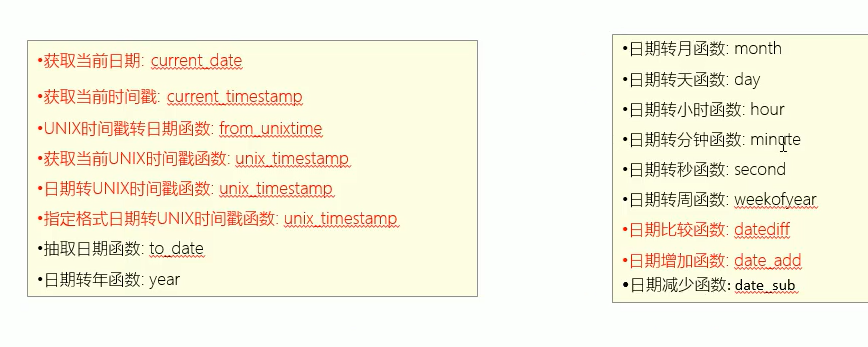 •获取当前日期: current_date
•获取当前时间戳: current_timestamp
•UNIX时间戳转日期函数: from_unixtime
•获取当前UNIX时间戳函数: unix_timestamp
•日期转UNIX时间戳函数: unix_timestamp
•指定格式日期转UNIX时间戳函数: unix_timestamp
•抽取日期函数: to_date
•日期转年函数: year
•日期转月函数: month
•日期转天函数: day
•日期转小时函数: hour
•日期转分钟函数: minute
•日期转秒函数: second
•日期转周函数: weekofyear
•日期比较函数: datediff
•日期增加函数: date_add
•日期减少函数: date_sub